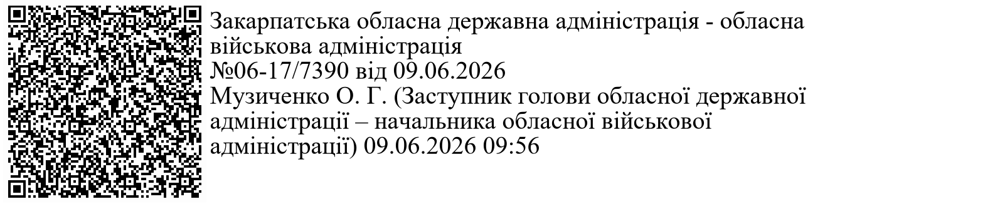 Закарпатська обласна державна адміністрація - обласна
військова адміністрація
№06-17/7390 від 09.06.2026
Музиченко О. Г. (Заступник голови обласної державної
адміністрації – начальника обласної військової
адміністрації) 09.06.2026 09:56